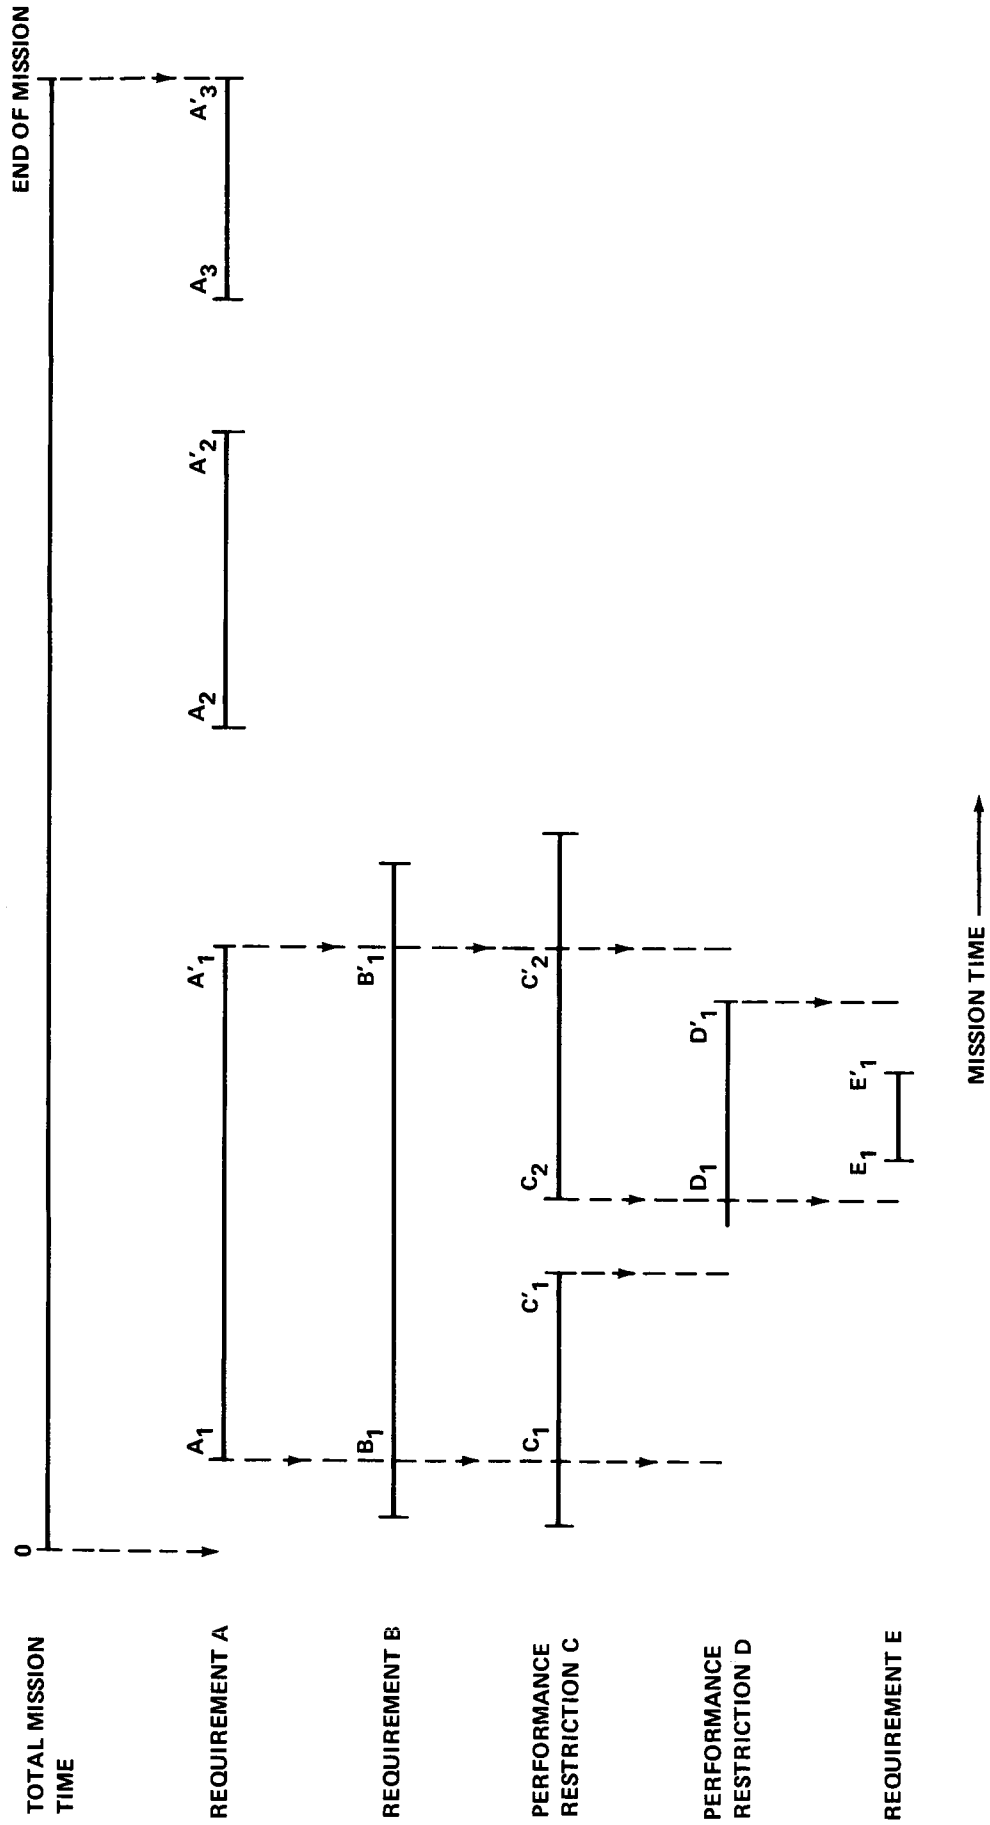 0
END OF MISSION
TOTAL MISSION
TIME
REQUIREMENT A
A1
A'1
A2
A'2
A3
A'3
REQUIREMENT B
B1
B'1
PERFORMANCE
RESTRICTION C
C1
C'1
C2
C'2
PERFORMANCE
RESTRICTION D
D1
D'1
REQUIREMENT E
E1
E'1
MISSION TIME